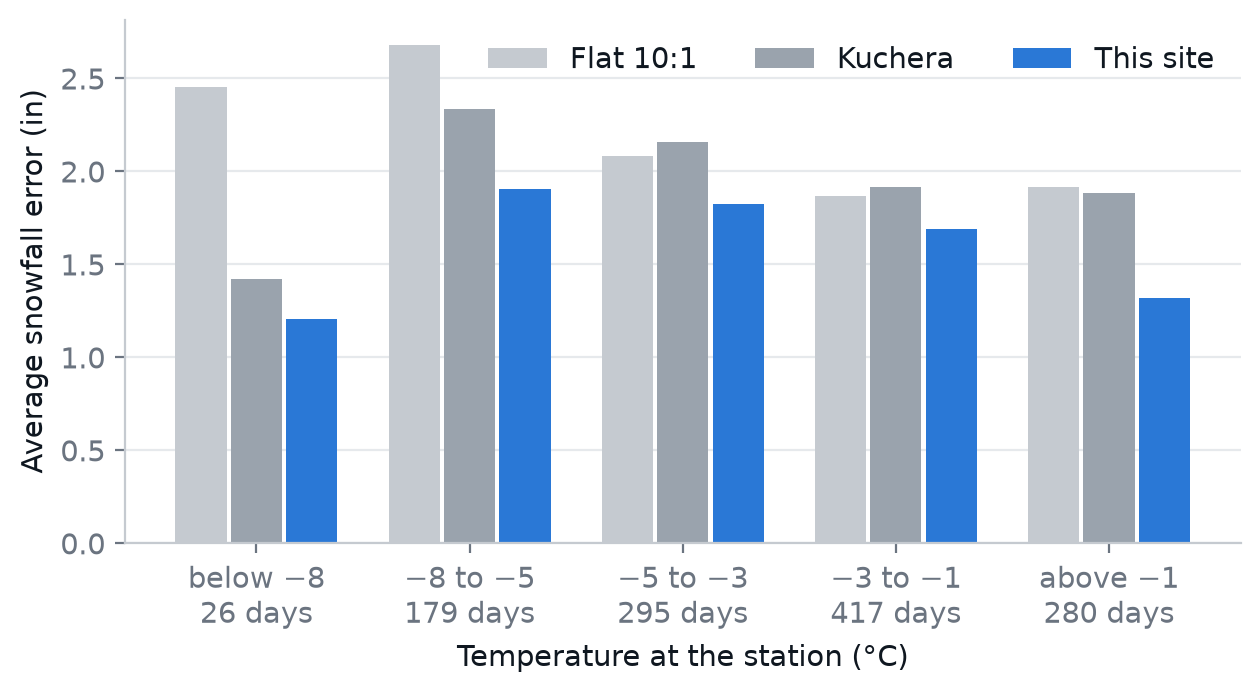 Flat 10:1 Kuchera This site
Average snowfall error (in)
2.5
2.0
1.5
1.0
0.5
0.0
below −8 −8 to −5 −5 to −3 −3 to −1 above −1
26 days 179 days 295 days 417 days 280 days
Temperature at the station (°C)